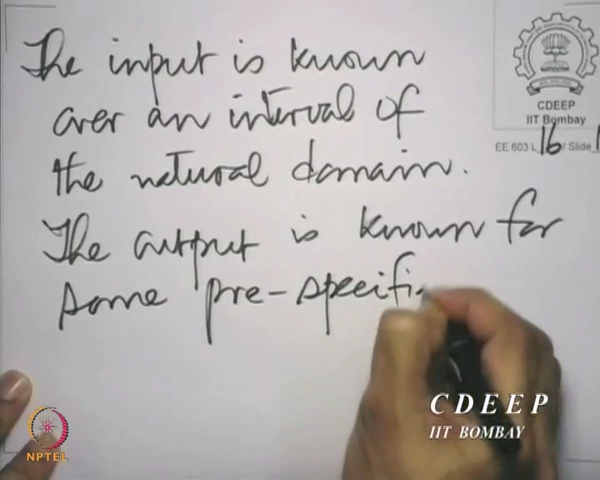 The input is known
over an interval of
the natural domain.
The output is known for
some pre-specifi
CDEEP
IIT Bombay
EE 603 L 16 / Slide 1
CDEEP
IIT BOMBAY
NPTEL